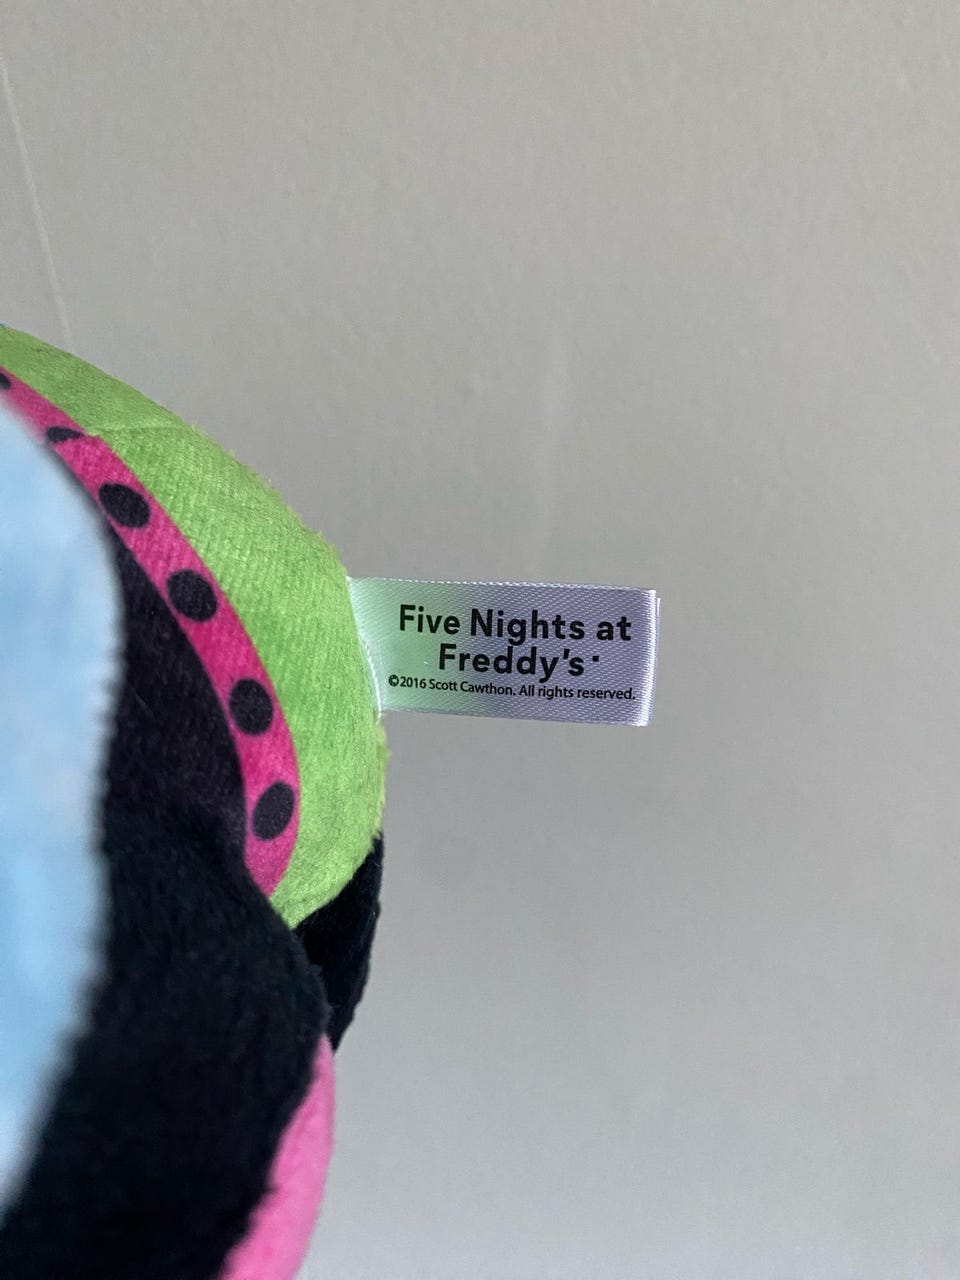 Five Nights at
Freddy's
©2016 Scott Cawthon. All rights reserved.